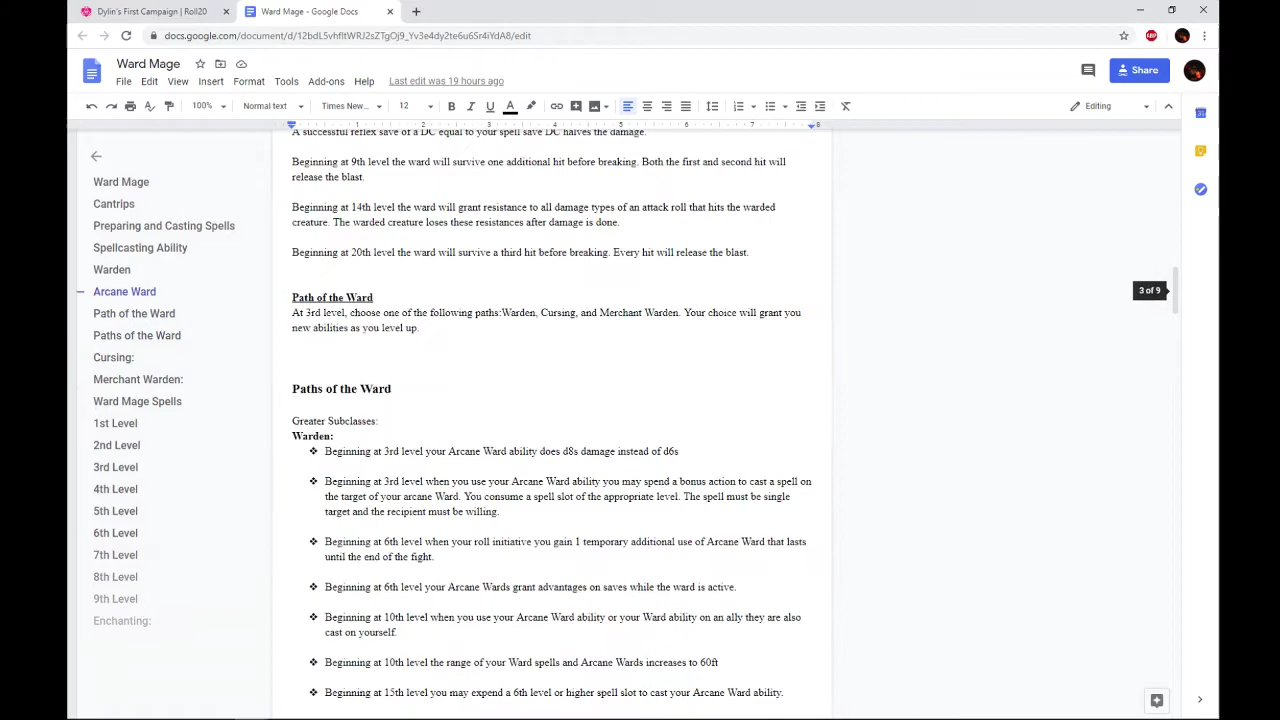 Dylin's First Campaign | Roll20
Ward Mage - Google Docs
docs.google.com/document/d/12bdL5vhfltWRJ2sZTgOj9_Yv3e4dy2te6u6Sr4iYdA8/edit
Ward Mage
File Edit View Insert Format Tools Add-ons Help Last edit was 19 hours ago
Share
100% Normal text Times New... 12 B I U A Editing
1 2 3 4 5 6 7 8
Ward Mage
Cantrips
Preparing and Casting Spells
Spellcasting Ability
Warden
Arcane Ward
Path of the Ward
Paths of the Ward
Cursing:
Merchant Warden:
Ward Mage Spells
1st Level
2nd Level
3rd Level
4th Level
5th Level
6th Level
7th Level
8th Level
9th Level
Enchanting:
A successful reflex save of a DC equal to your spell save DC halves the damage.
Beginning at 9th level the ward will survive one additional hit before breaking. Both the first and second hit will
release the blast.
Beginning at 14th level the ward will grant resistance to all damage types of an attack roll that hits the warded
creature. The warded creature loses these resistances after damage is done.
Beginning at 20th level the ward will survive a third hit before breaking. Every hit will release the blast.
Path of the Ward
At 3rd level, choose one of the following paths:Warden, Cursing, and Merchant Warden. Your choice will grant you
new abilities as you level up.
Paths of the Ward
Greater Subclasses:
Warden:
❖ Beginning at 3rd level your Arcane Ward ability does d8s damage instead of d6s
❖ Beginning at 3rd level when you use your Arcane Ward ability you may spend a bonus action to cast a spell on
the target of your arcane Ward. You consume a spell slot of the appropriate level. The spell must be single
target and the recipient must be willing.
❖ Beginning at 6th level when your roll initiative you gain 1 temporary additional use of Arcane Ward that lasts
until the end of the fight.
❖ Beginning at 6th level your Arcane Wards grant advantages on saves while the ward is active.
❖ Beginning at 10th level when you use your Arcane Ward ability or your Ward ability on an ally they are also
cast on yourself.
❖ Beginning at 10th level the range of your Ward spells and Arcane Wards increases to 60ft
❖ Beginning at 15th level you may expend a 6th level or higher spell slot to cast your Arcane Ward ability.
3 of 9